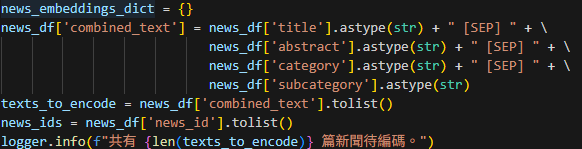 news_embeddings_dict = {}
news_df['combined_text'] = news_df['title'].astype(str) + " [SEP] " + \
news_df['abstract'].astype(str) + " [SEP] " + \
news_df['category'].astype(str) + " [SEP] " + \
news_df['subcategory'].astype(str)
texts_to_encode = news_df['combined_text'].tolist()
news_ids = news_df['news_id'].tolist()
logger.info(f"共有 {len(texts_to_encode)} 篇新聞待編碼。")